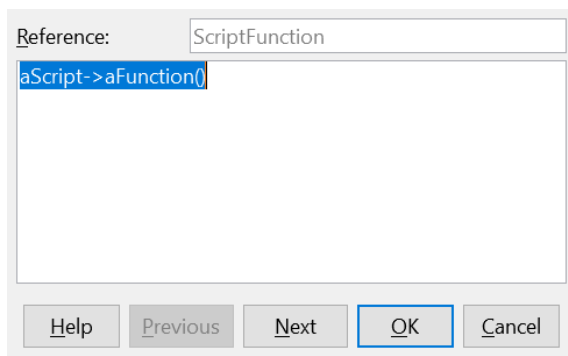 Reference: ScriptFunction
aScript->aFunction()
Help Previous Next OK Cancel